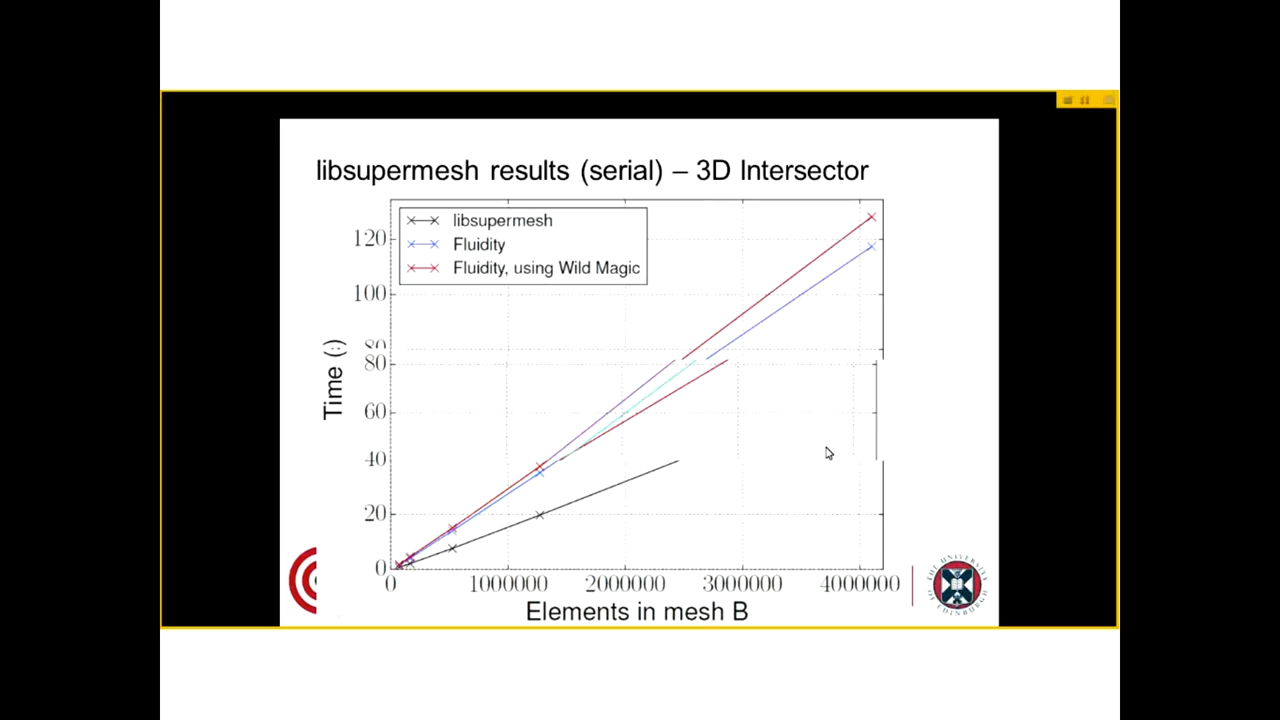 libsupermesh results (serial) – 3D Intersector
libsupermesh
Fluidity
Fluidity, using Wild Magic
120
100
80
80
60
40
20
0
Time (:)
0 1000000 2000000 3000000 4000000
Elements in mesh B
THE UNIVERSITY
OF EDINBURGH